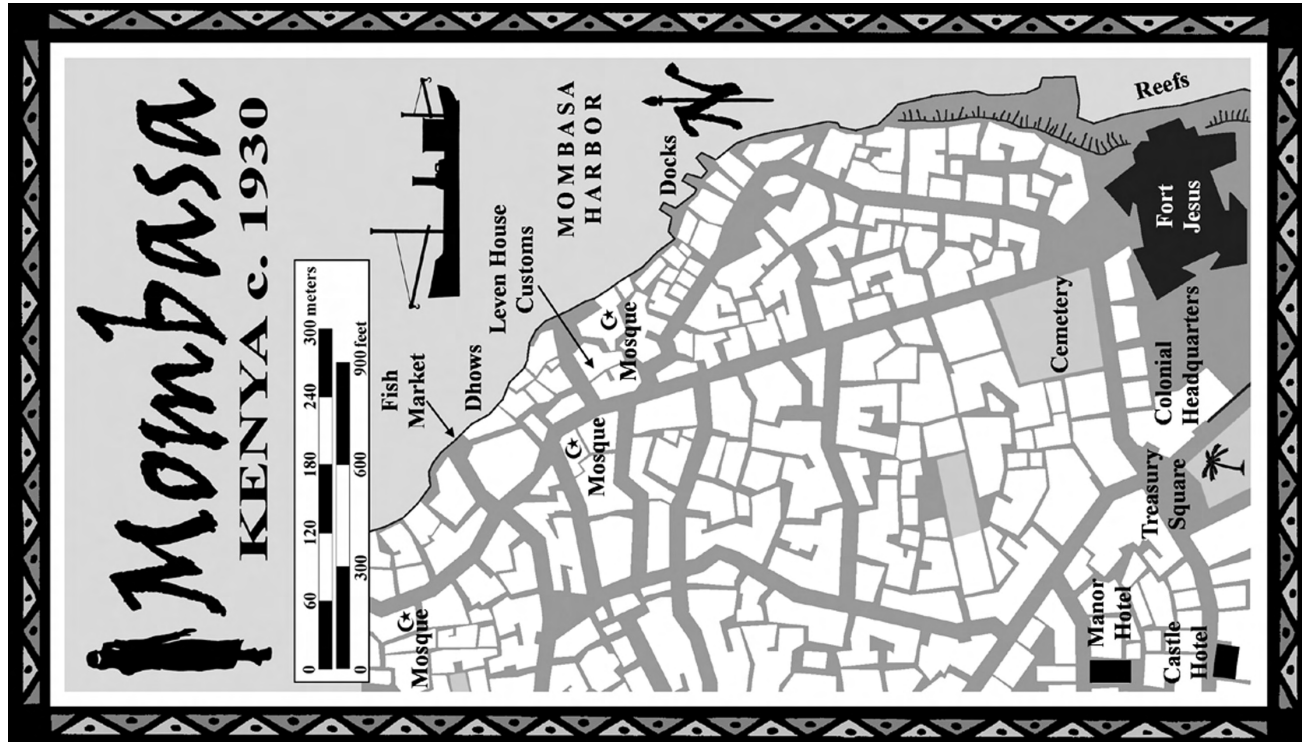 Mombasa
KENYA c. 1930
0 60 120 180 240 300 meters
0 300 600 900 feet
Fish
Market
Dhows
Leven House
Customs
MOMBASA
HARBOR
Docks
N
Reefs
Mosque
Mosque
Mosque
Fort
Jesus
Cemetery
Colonial
Headquarters
Treasury
Square
Manor
Hotel
Castle
Hotel